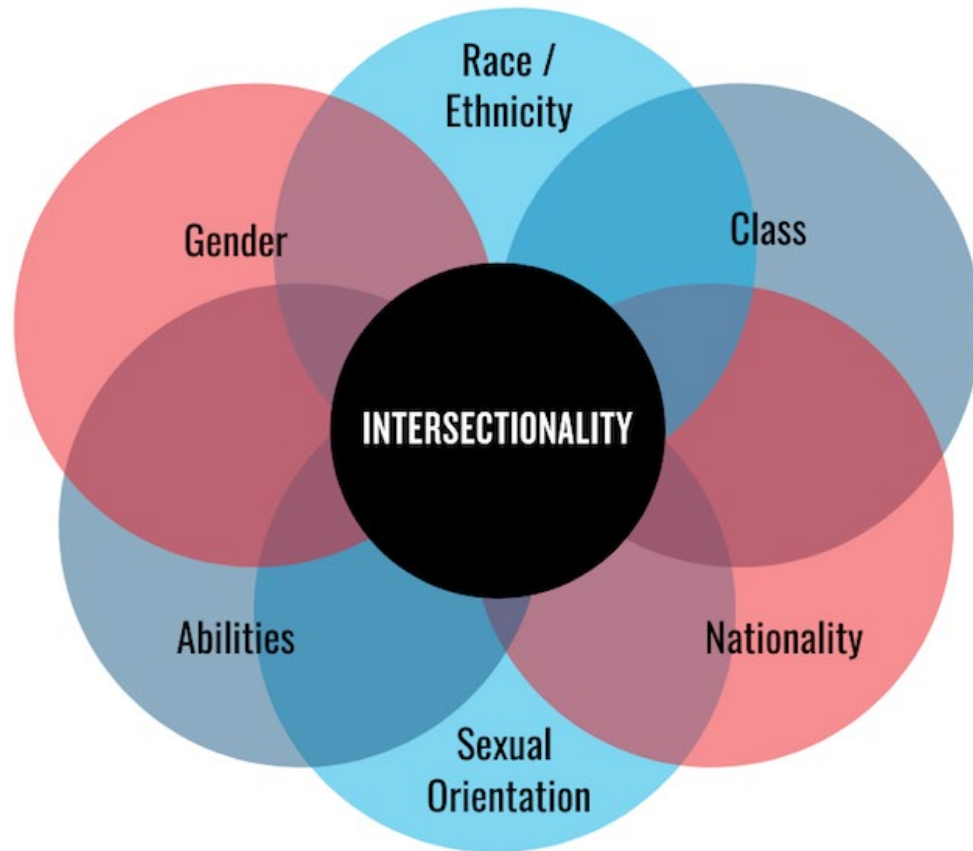 Race /
Ethnicity
Gender
Class
INTERSECTIONALITY
Abilities
Nationality
Sexual
Orientation